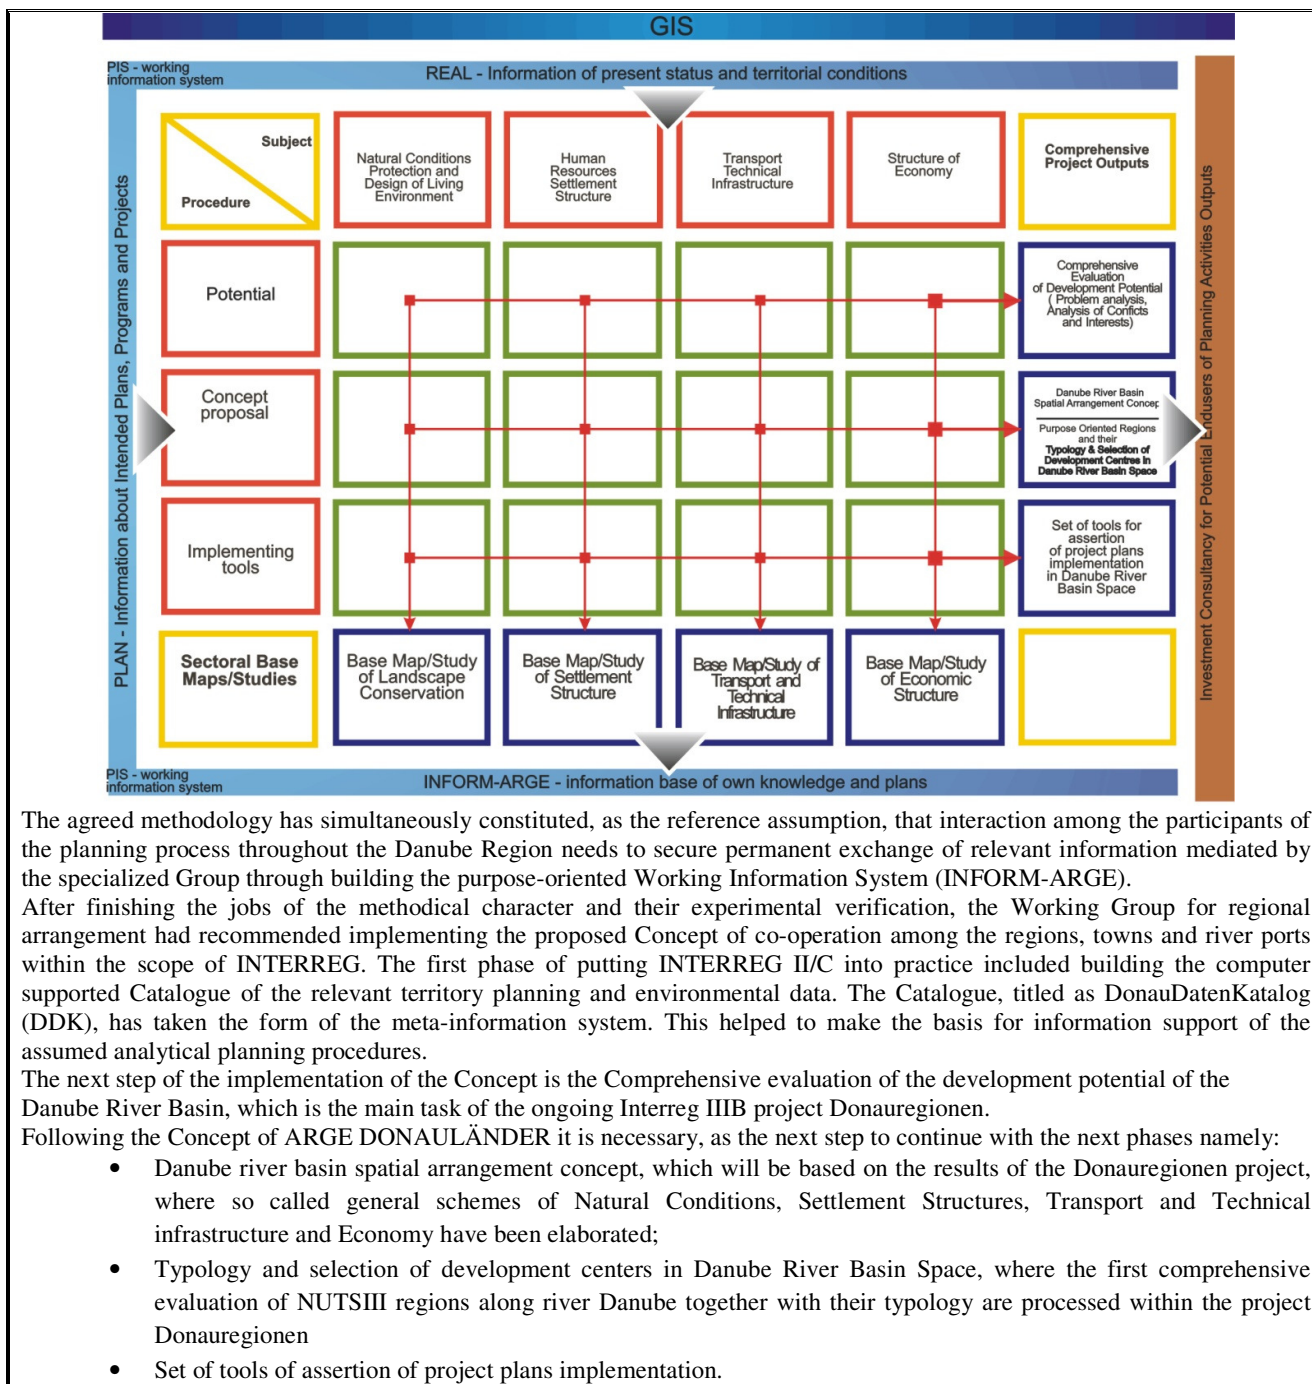 GIS
PIS - working
information system
REAL - Information of present status and territorial conditions
PLAN - Information about Intended Plans, Programs and Projects
Investment Consultancy for Potential Endusers of Planning Activities Outputs
Subject
Procedure
Natural Conditions
Protection and
Design of Living
Environment
Human
Resources
Settlement
Structure
Transport
Technical
Infrastructure
Structure of
Economy
Comprehensive
Project Outputs
Potential
Comprehensive
Evaluation
of Development Potential
( Problem analysis,
Analysis of Conficts
and Interests)
Concept
proposal
Danube River Basin
Spatial Arrangement Concep
Purpose Oriented Regions
and their
Typology & Selection of
Development Centres in
Danube River Basin Space
Implementing
tools
Set of tools for
assertion
of project plans
implementation
in Danube River
Basin Space
Sectoral Base
Maps/Studies
Base Map/Study
of Landscape
Conservation
Base Map/Study
of Settlement
Structure
Base Map/Study of
Transport and
Technical
Infrastructure
Base Map/Study
of Economic
Structure
PIS - working
information system
INFORM-ARGE - information base of own knowledge and plans
The agreed methodology has simultaneously constituted, as the reference assumption, that interaction among the participants of
the planning process throughout the Danube Region needs to secure permanent exchange of relevant information mediated by
the specialized Group through building the purpose-oriented Working Information System (INFORM-ARGE).
After finishing the jobs of the methodical character and their experimental verification, the Working Group for regional
arrangement had recommended implementing the proposed Concept of co-operation among the regions, towns and river ports
within the scope of INTERREG. The first phase of putting INTERREG II/C into practice included building the computer
supported Catalogue of the relevant territory planning and environmental data. The Catalogue, titled as DonauDatenKatalog
(DDK), has taken the form of the meta-information system. This helped to make the basis for information support of the
assumed analytical planning procedures.
The next step of the implementation of the Concept is the Comprehensive evaluation of the development potential of the
Danube River Basin, which is the main task of the ongoing Interreg IIIB project Donauregionen.
Following the Concept of ARGE DONAULÄNDER it is necessary, as the next step to continue with the next phases namely:
• Danube river basin spatial arrangement concept, which will be based on the results of the Donauregionen project,
where so called general schemes of Natural Conditions, Settlement Structures, Transport and Technical
infrastructure and Economy have been elaborated;
• Typology and selection of development centers in Danube River Basin Space, where the first comprehensive
evaluation of NUTSIII regions along river Danube together with their typology are processed within the project
Donauregionen
• Set of tools of assertion of project plans implementation.